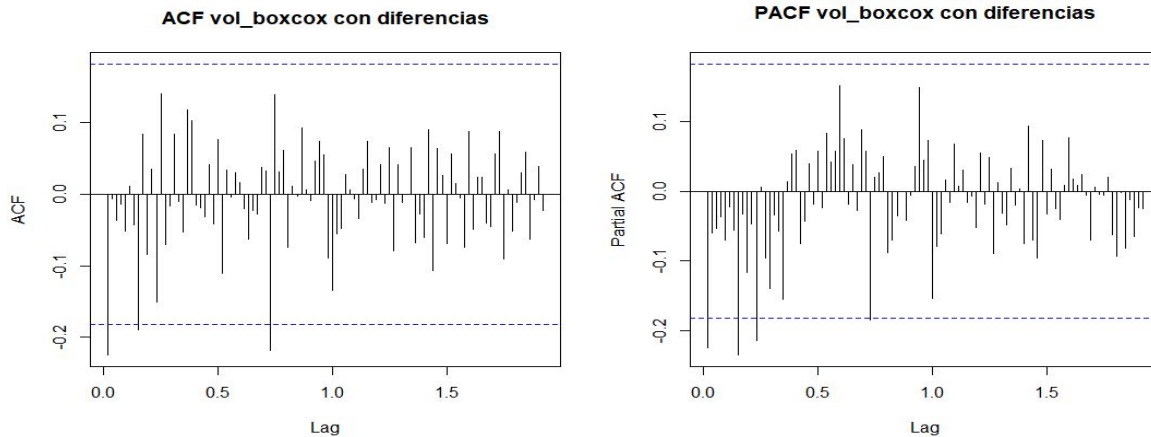 ACF vol_boxcox con diferencias
ACF
0.1
0.0
-0.1
-0.2
0.0 0.5 1.0 1.5
Lag
PACF vol_boxcox con diferencias
Partial ACF
0.1
0.0
-0.1
-0.2
0.0 0.5 1.0 1.5
Lag